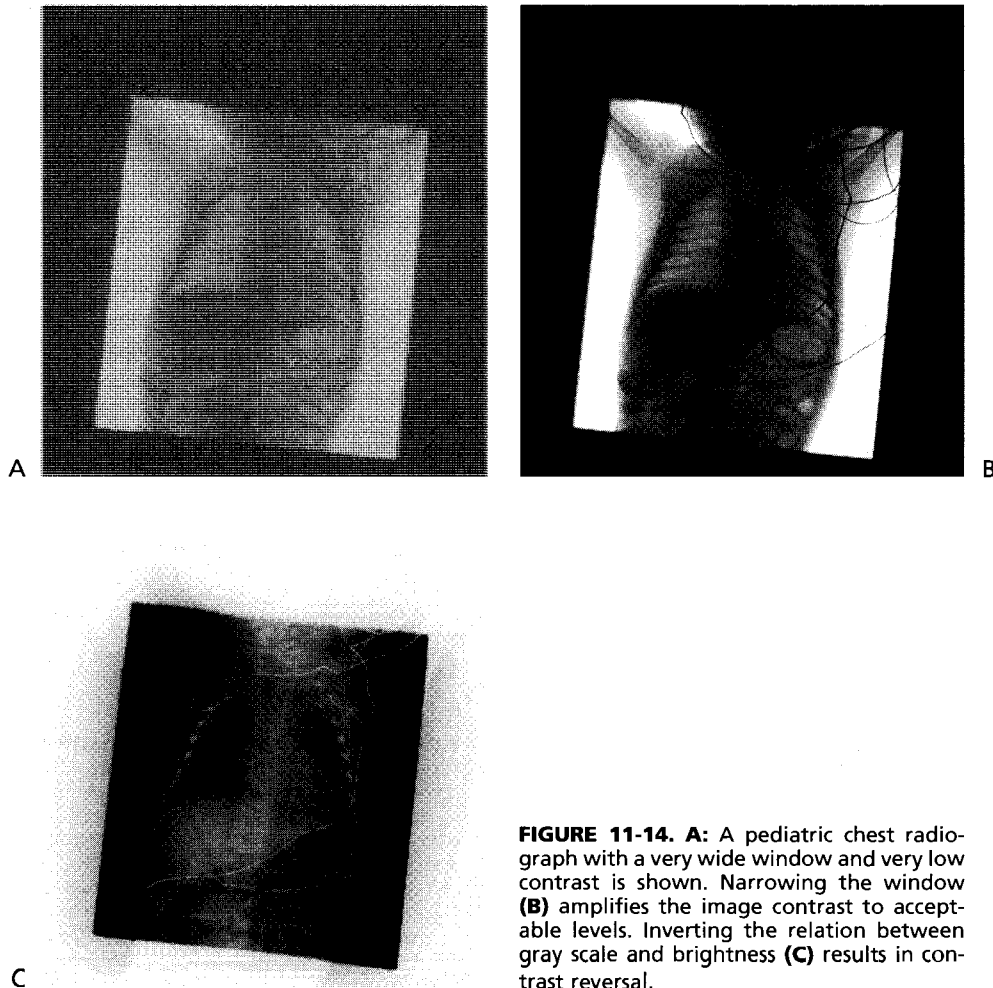 A
B
C
FIGURE 11-14. A: A pediatric chest radio-
graph with a very wide window and very low
contrast is shown. Narrowing the window
(B) amplifies the image contrast to accept-
able levels. Inverting the relation between
gray scale and brightness (C) results in con-
trast reversal.